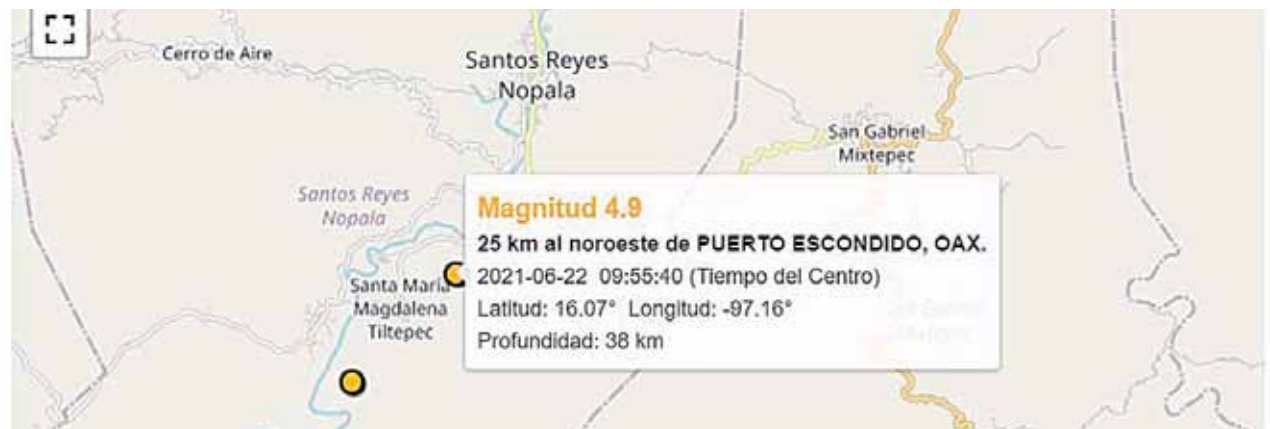 Cerro de Aire
Santos Reyes
Nopala
San Gabriel
Mixtepec
Santos Reyes
Nopala
Magnitud 4.9
25 km al noroeste de PUERTO ESCONDIDO, OAX.
2021-06-22 09:55:40 (Tiempo del Centro)
Latitud: 16.07° Longitud: -97.16°
Profundidad: 38 km
Santa María
Magdalena
Tiltepec